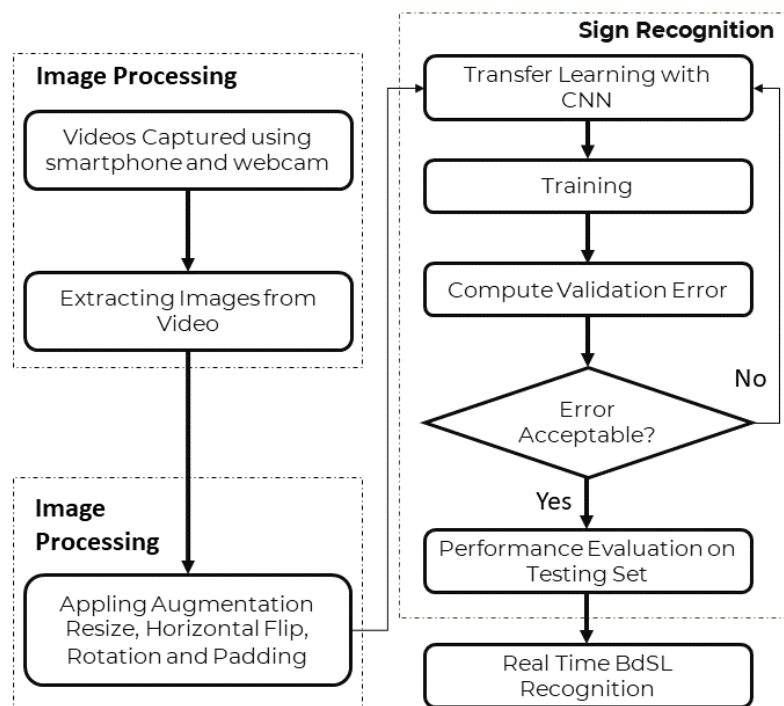 Image Processing
Videos Captured using
smartphone and webcam
Extracting Images from
Video
Image
Processing
Appling Augmentation
Resize, Horizontal Flip,
Rotation and Padding
Sign Recognition
Transfer Learning with
CNN
Training
Compute Validation Error
Error
Acceptable?
No
Yes
Performance Evaluation on
Testing Set
Real Time BdSL
Recognition